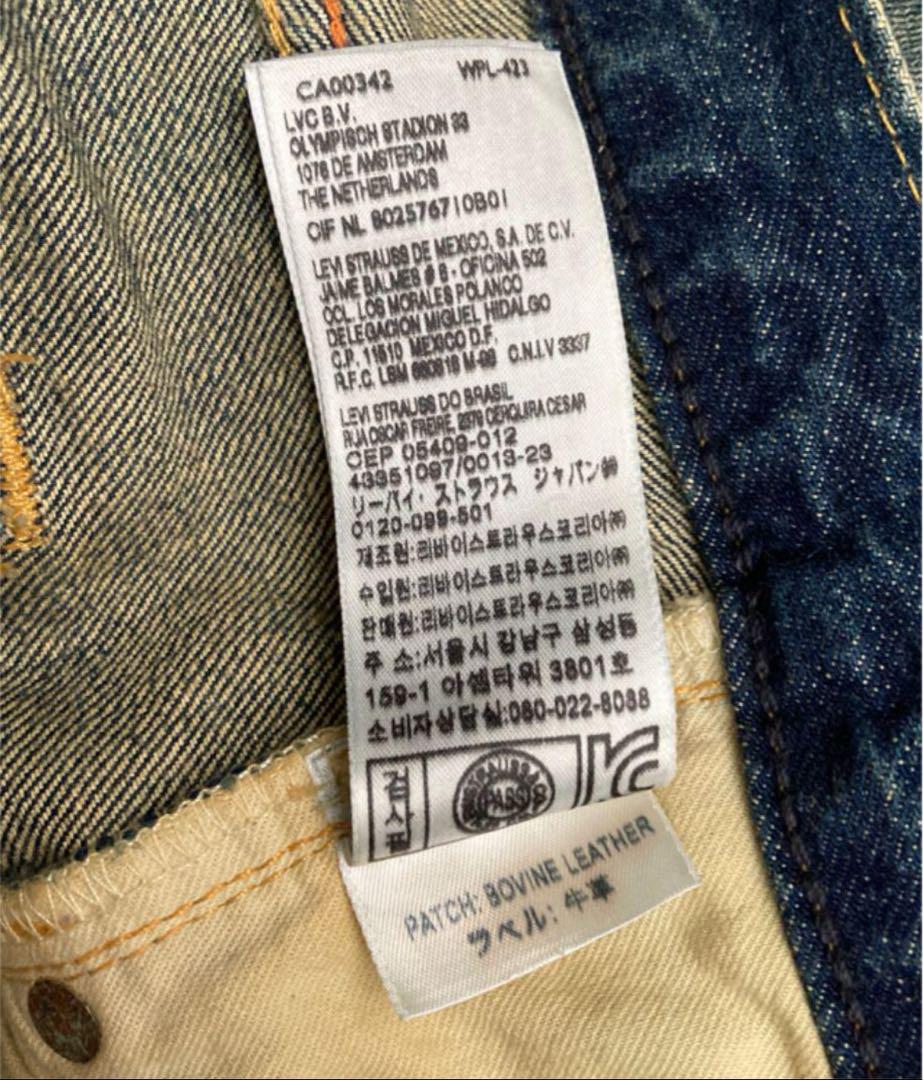 CA00342 WPL-423
LVC B.V.
OLYMPISCH STADION 33
1076 DE AMSTERDAM
THE NETHERLANDS
CIF NL 802576710B01
LEVI STRAUSS DE MEXICO, S.A. DE C.V.
JAIME BALMES # 8 - OFICINA 502
COL. LOS MORALES POLANCO
DELEGACION MIGUEL HIDALGO
C.P. 11510 MEXICO D.F.
R.F.C. LSM C.N.I.V 3337
LEVI STRAUSS DO BRASIL
RUA OSCAR FREIRE, CERQUIRA CESAR
CEP 05409-012
43351097/0013-23
リーバイ・ストラウス ジャパン㈱
0120-099-501
제조원:리바이스트라우스코리아㈜
수입원:리바이스트라우스코리아㈜
판매원:리바이스트라우스코리아㈜
주 소:서울시 강남구 삼성동
159-1 아셈타워 3801호
소비자상담실:080-022-8088
검사필
PASS
PATCH: BOVINE LEATHER
ツベル: 牛革